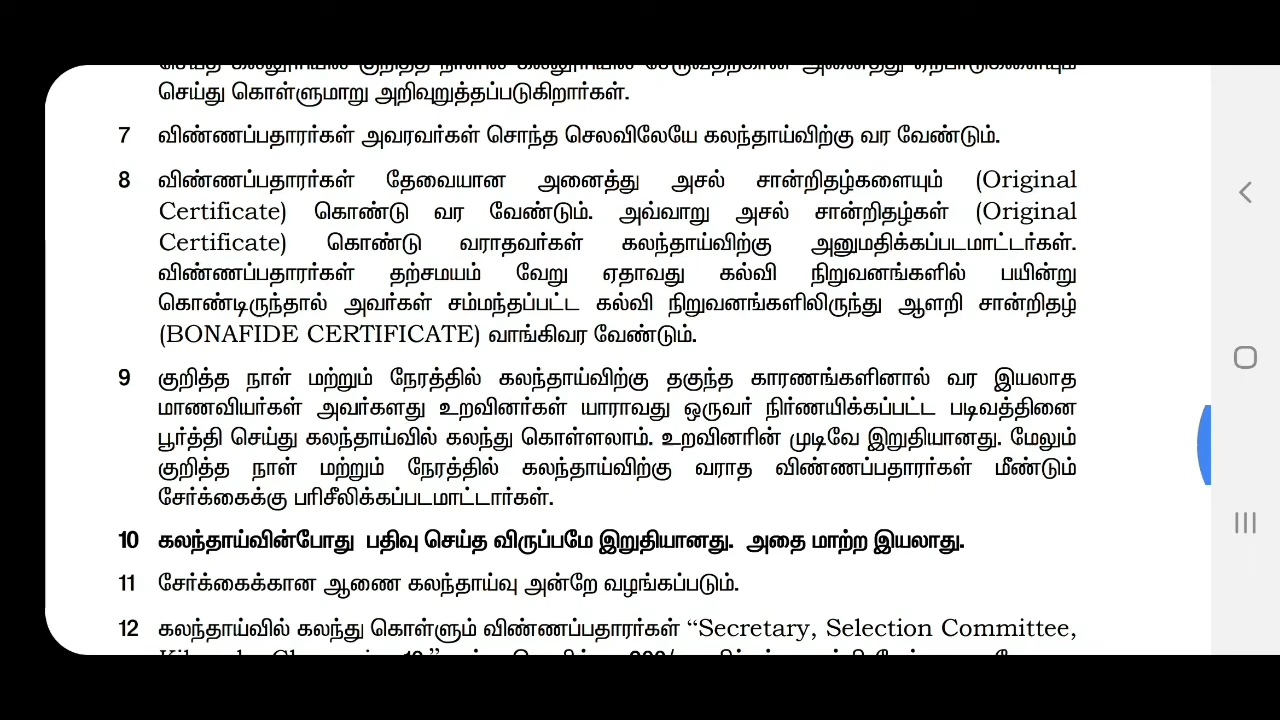 செய்து கொள்ளுமாறு அறிவுறுத்தப்படுகிறார்கள்.
7 விண்ணப்பதாரர்கள் அவரவர்கள் சொந்த செலவிலேயே கலந்தாய்விற்கு வர வேண்டும்.
8 விண்ணப்பதாரர்கள் தேவையான அனைத்து அசல் சான்றிதழ்களையும் (Original
Certificate) கொண்டு வர வேண்டும். அவ்வாறு அசல் சான்றிதழ்கள் (Original
Certificate) கொண்டு வராதவர்கள் கலந்தாய்விற்கு அனுமதிக்கப்படமாட்டர்கள்.
விண்ணப்பதாரர்கள் தற்சமயம் வேறு ஏதாவது கல்வி நிறுவனங்களில் பயின்று
கொண்டிருந்தால் அவர்கள் சம்மந்தப்பட்ட கல்வி நிறுவனங்களிலிருந்து ஆளறி சான்றிதழ்
(BONAFIDE CERTIFICATE) வாங்கிவர வேண்டும்.
9 குறித்த நாள் மற்றும் நேரத்தில் கலந்தாய்விற்கு தகுந்த காரணங்களினால் வர இயலாத
மாணவியர்கள் அவர்களது உறவினர்கள் யாராவது ஒருவர் நிர்ணயிக்கப்பட்ட படிவத்தினை
பூர்த்தி செய்து கலந்தாய்வில் கலந்து கொள்ளலாம். உறவினரின் முடிவே இறுதியானது. மேலும்
குறித்த நாள் மற்றும் நேரத்தில் கலந்தாய்விற்கு வராத விண்ணப்பதாரர்கள் மீண்டும்
சேர்க்கைக்கு பரிசீலிக்கப்படமாட்டார்கள்.
10 கலந்தாய்வின்போது பதிவு செய்த விருப்பமே இறுதியானது. அதை மாற்ற இயலாது.
11 சேர்க்கைக்கான ஆணை கலந்தாய்வு அன்றே வழங்கப்படும்.
12 கலந்தாய்வில் கலந்து கொள்ளும் விண்ணப்பதாரர்கள் “Secretary, Selection Committee,